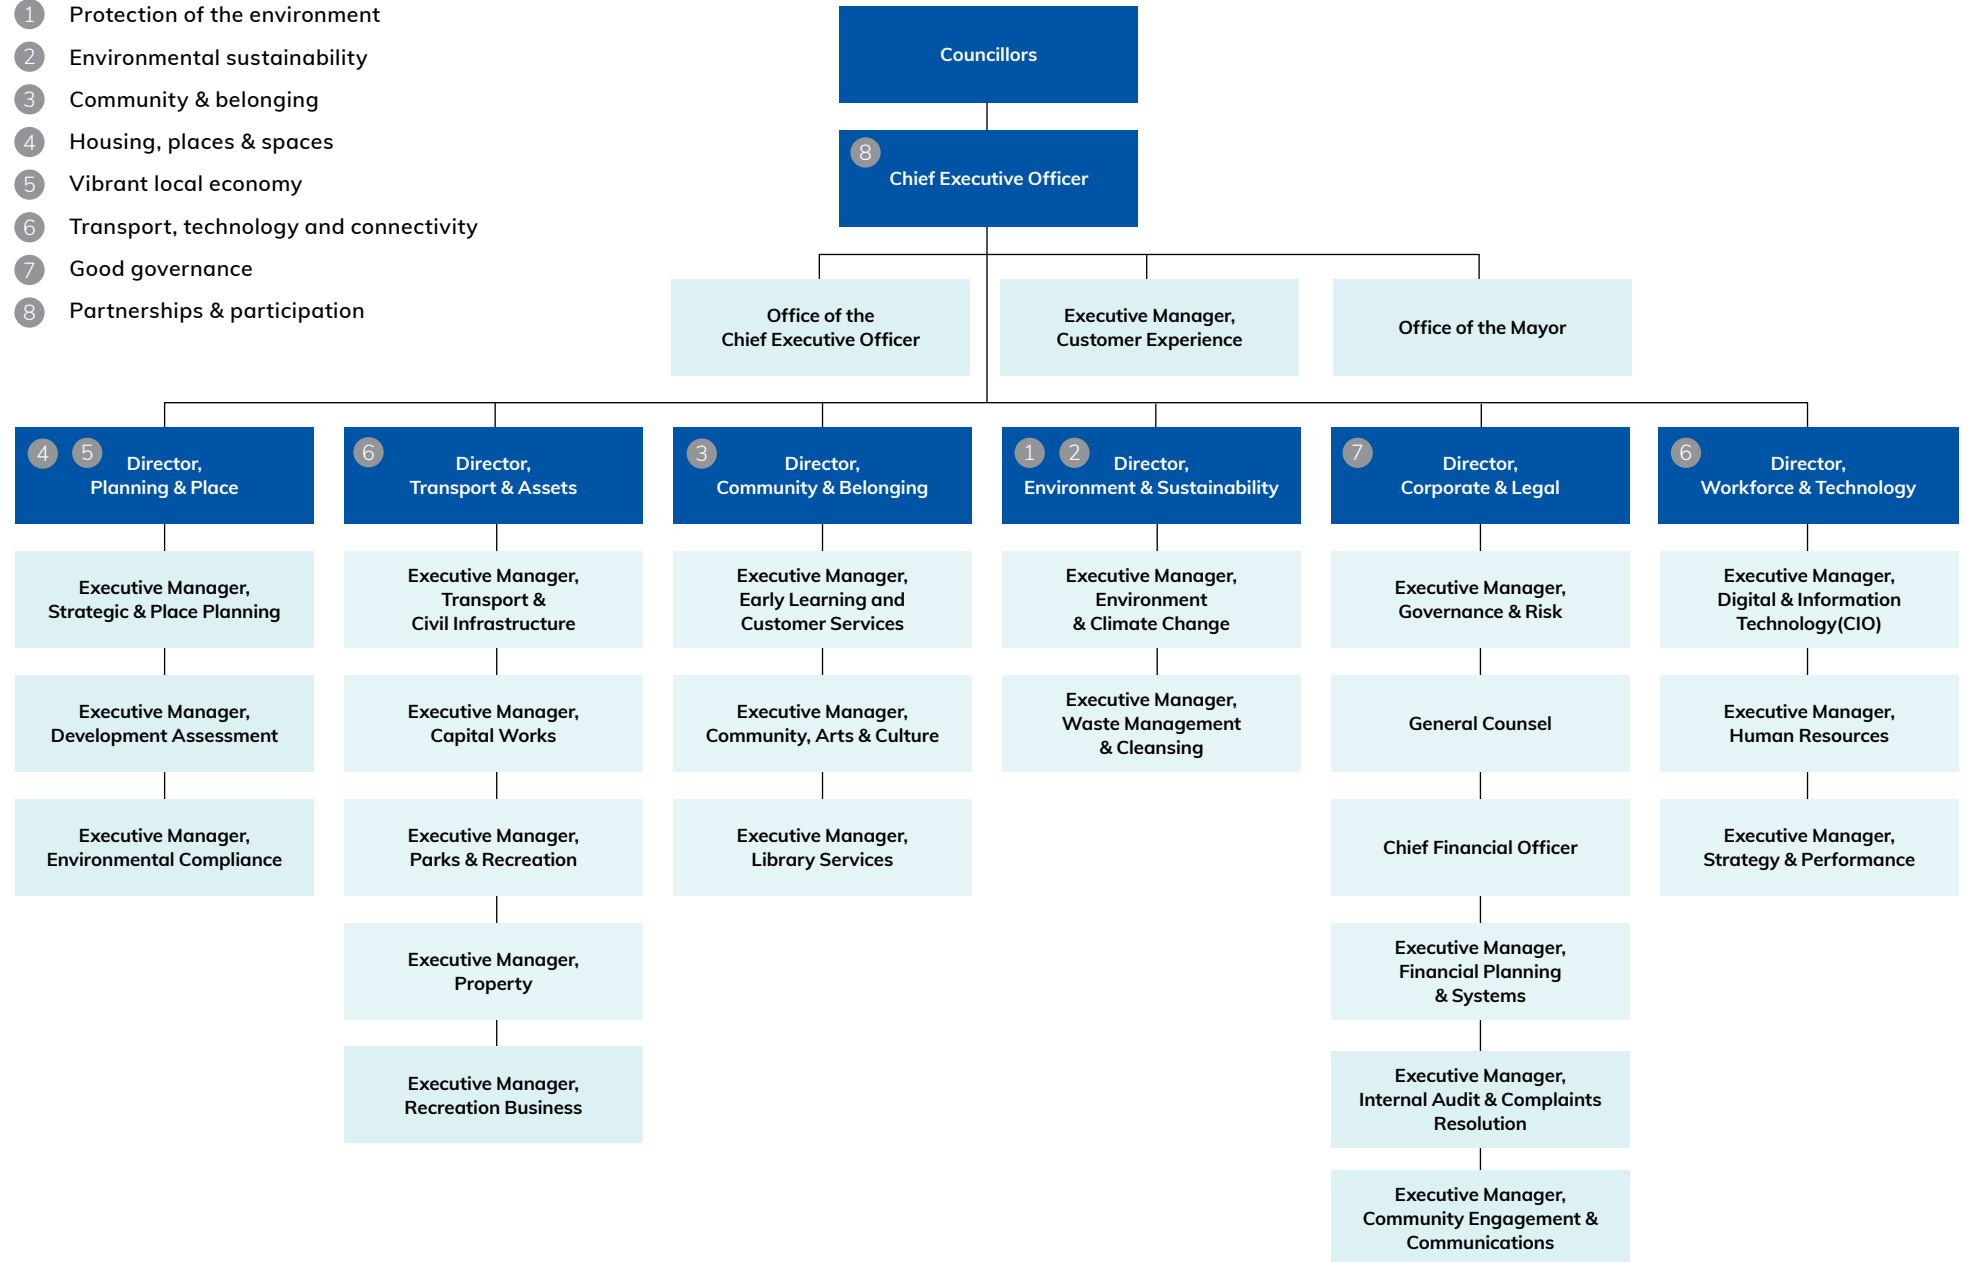 1 Protection of the environment
2 Environmental sustainability
3 Community & belonging
4 Housing, places & spaces
5 Vibrant local economy
6 Transport, technology and connectivity
7 Good governance
8 Partnerships & participation
Councillors
8
Chief Executive Officer
Office of the
Chief Executive Officer
Executive Manager,
Customer Experience
Office of the Mayor
4 5
Director,
Planning & Place
Executive Manager,
Strategic & Place Planning
Executive Manager,
Development Assessment
Executive Manager,
Environmental Compliance
6
Director,
Transport & Assets
Executive Manager,
Transport &
Civil Infrastructure
Executive Manager,
Capital Works
Executive Manager,
Parks & Recreation
Executive Manager,
Property
Executive Manager,
Recreation Business
3
Director,
Community & Belonging
Executive Manager,
Early Learning and
Customer Services
Executive Manager,
Community, Arts & Culture
Executive Manager,
Library Services
1 2
Director,
Environment & Sustainability
Executive Manager,
Environment
& Climate Change
Executive Manager,
Waste Management
& Cleansing
7
Director,
Corporate & Legal
Executive Manager,
Governance & Risk
General Counsel
Chief Financial Officer
Executive Manager,
Financial Planning
& Systems
Executive Manager,
Internal Audit & Complaints
Resolution
Executive Manager,
Community Engagement &
Communications
6
Director,
Workforce & Technology
Executive Manager,
Digital & Information
Technology(CIO)
Executive Manager,
Human Resources
Executive Manager,
Strategy & Performance